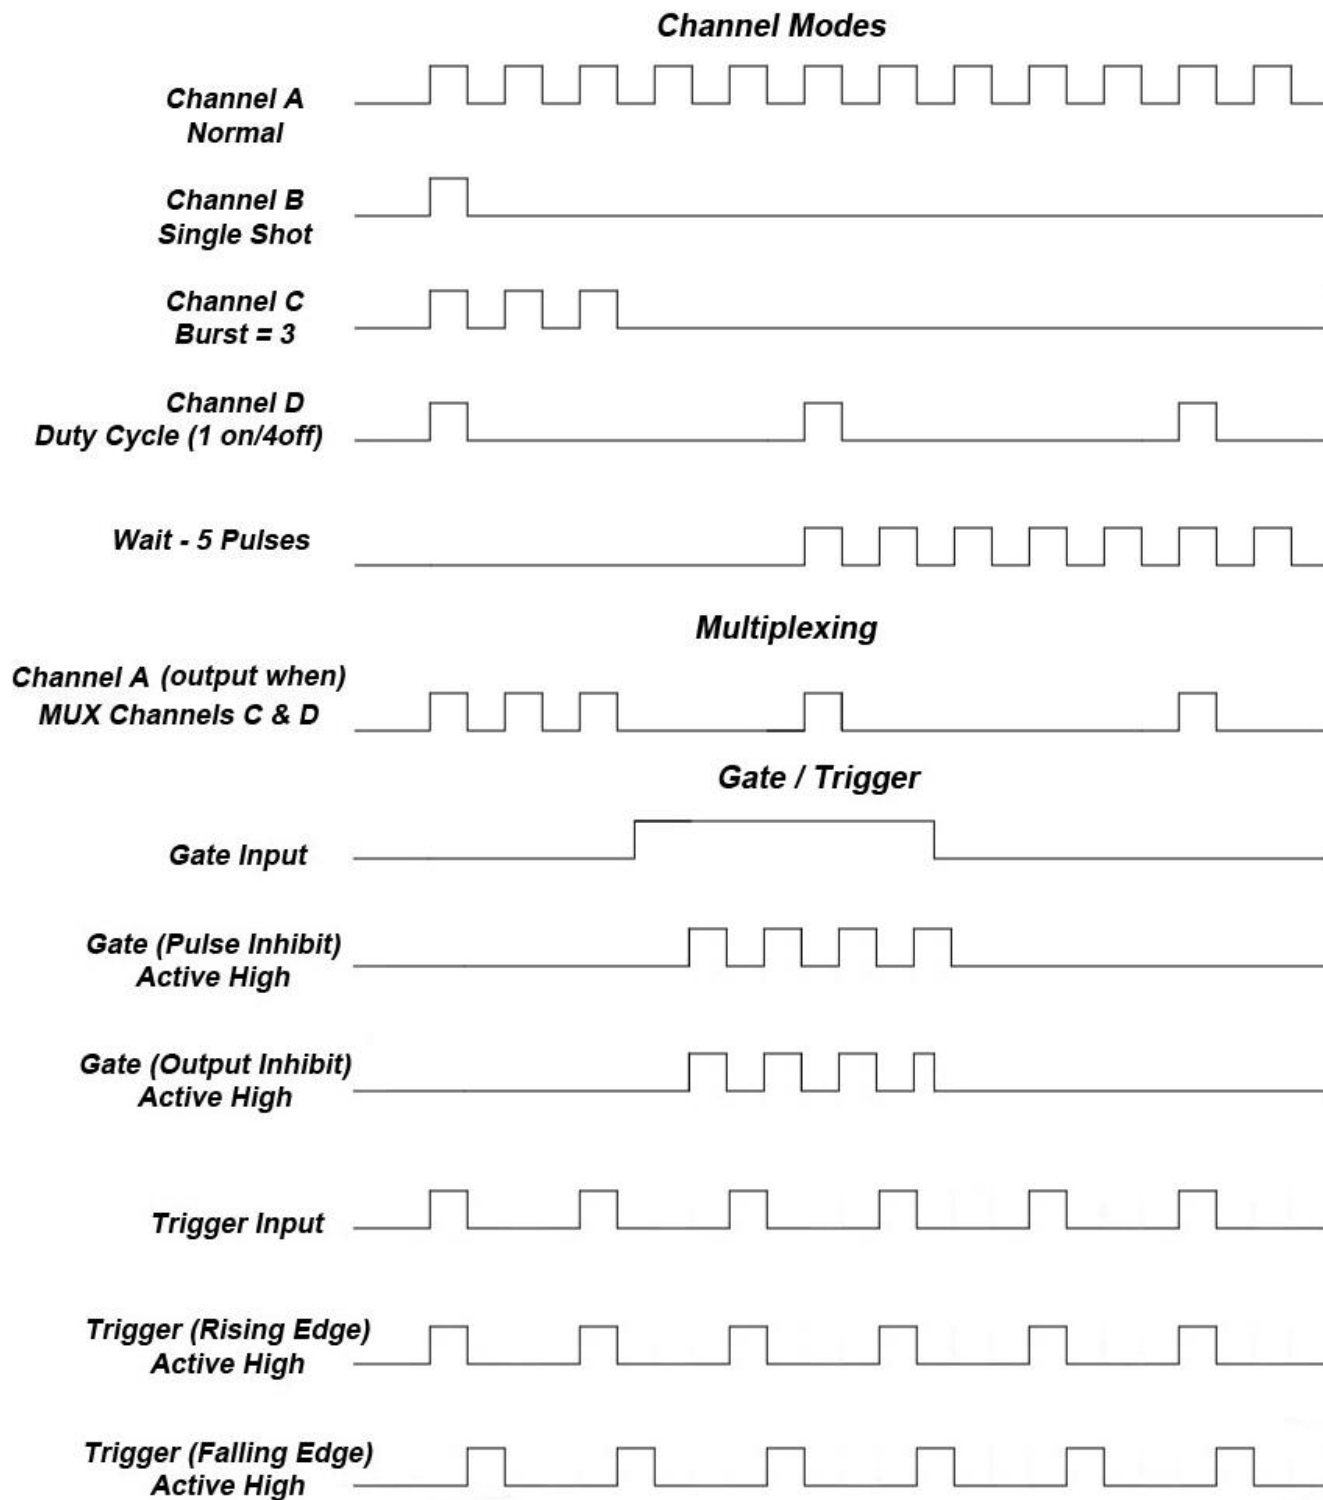 Channel Modes
Channel A
Normal
Channel B
Single Shot
Channel C
Burst = 3
Channel D
Duty Cycle (1 on/4off)
Wait - 5 Pulses
Multiplexing
Channel A (output when)
MUX Channels C & D
Gate / Trigger
Gate Input
Gate (Pulse Inhibit)
Active High
Gate (Output Inhibit)
Active High
Trigger Input
Trigger (Rising Edge)
Active High
Trigger (Falling Edge)
Active High